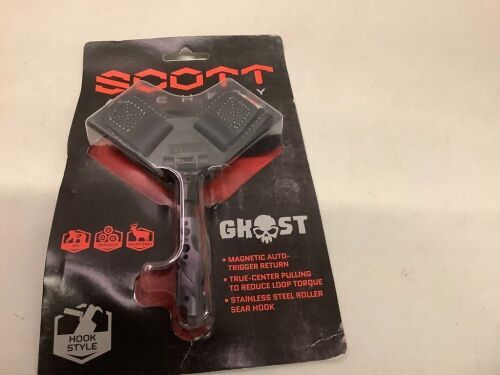 SCOTT
GHOST
• MAGNETIC AUTO-
TRIGGER RETURN
• TRUE-CENTER PULLING
TO REDUCE LOOP TORQUE
• STAINLESS STEEL ROLLER
SEAR HOOK
HOOK
STYLE